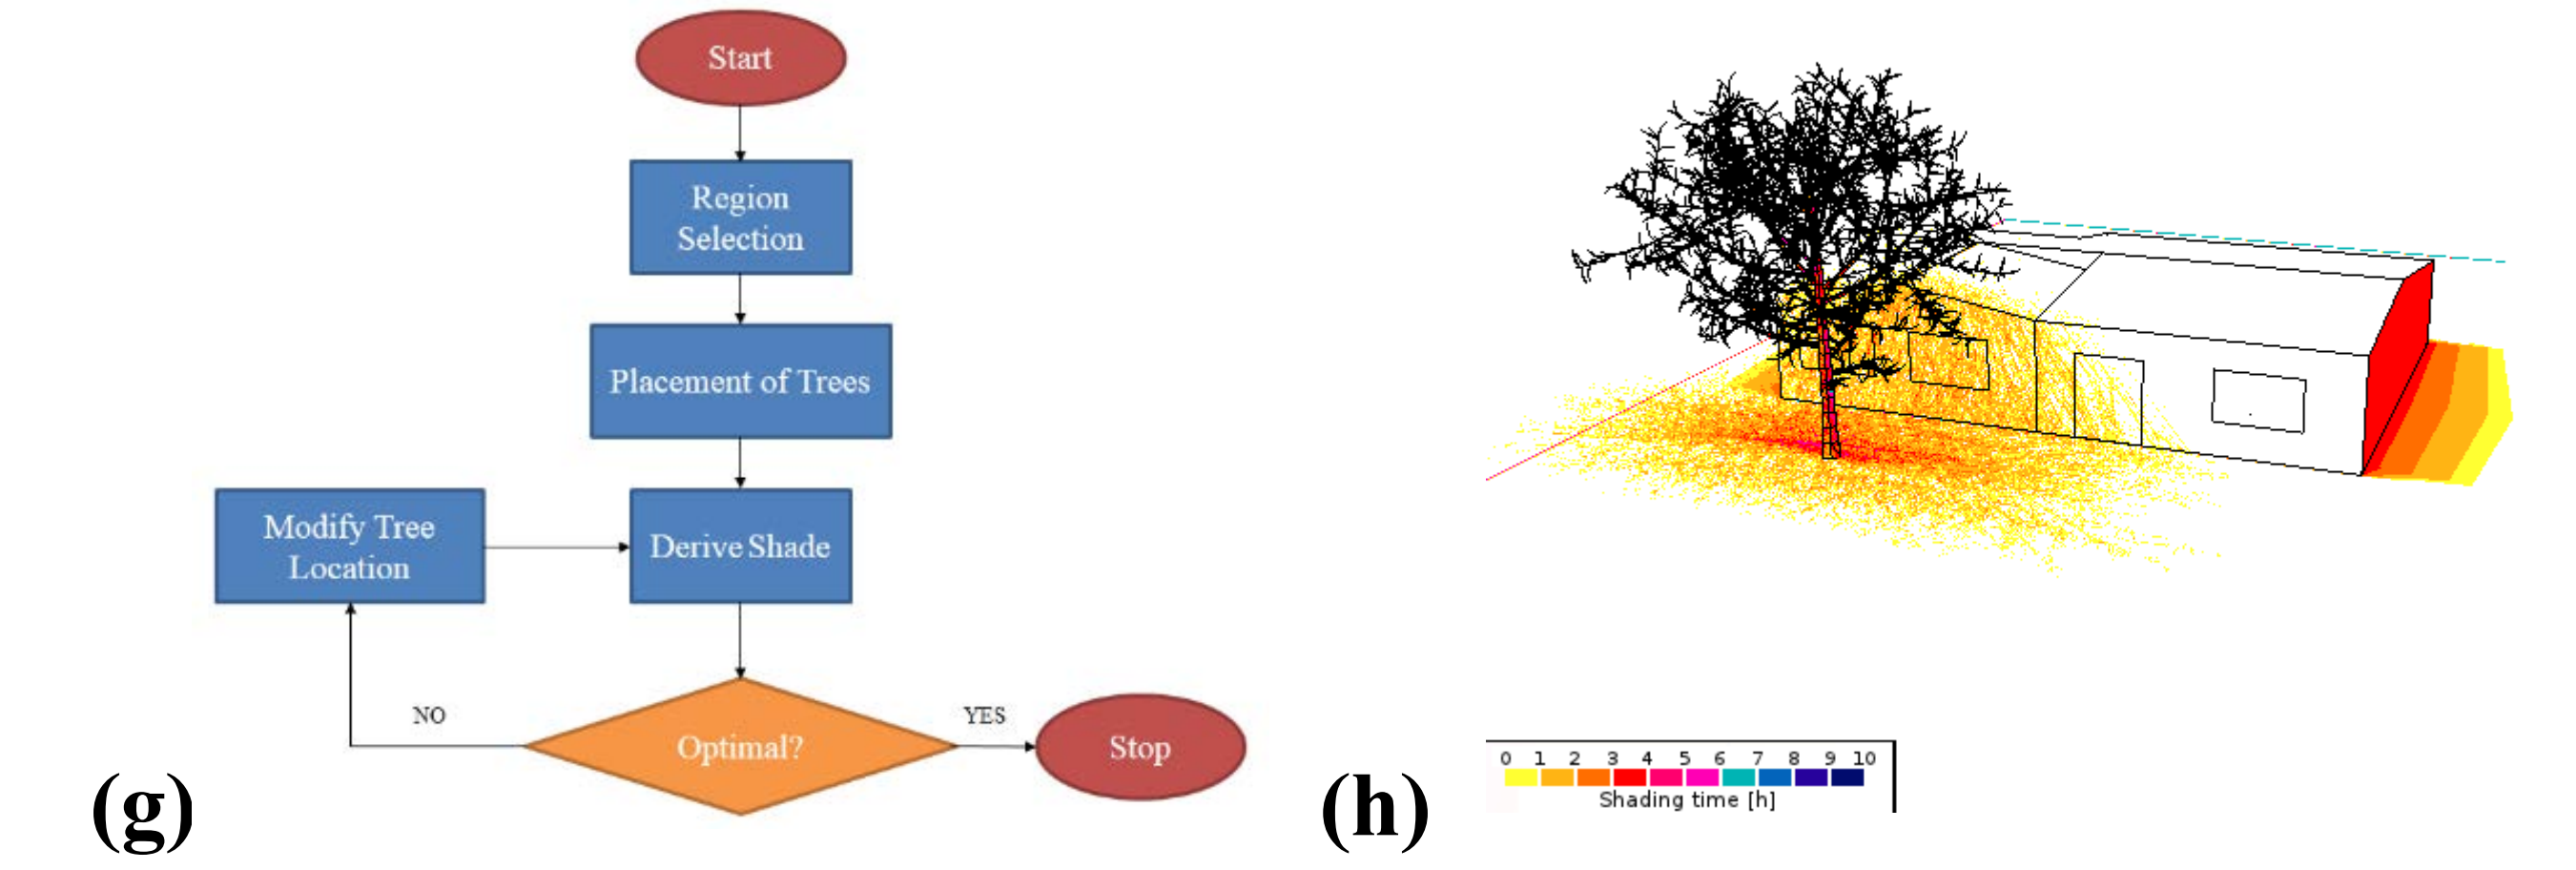 Start
Region
Selection
Placement of Trees
Modify Tree
Location
Derive Shade
NO
YES
Optimal?
Stop
(g)
0 1 2 3 4 5 6 7 8 9 10
Shading time [h]
(h)